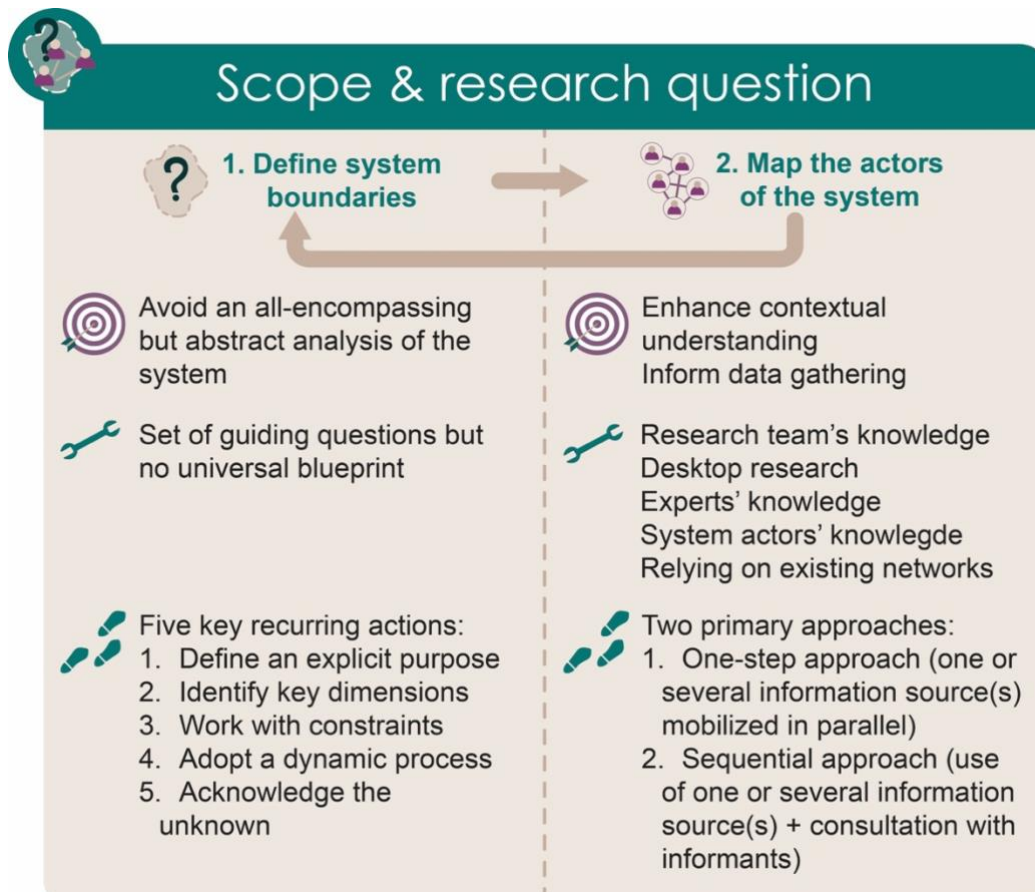 ?
Scope & research question
?
1. Define system
boundaries
2. Map the actors
of the system
Avoid an all-encompassing
but abstract analysis of the
system
Enhance contextual
understanding
Inform data gathering
Set of guiding questions but
no universal blueprint
Research team's knowledge
Desktop research
Experts' knowledge
System actors' knowlegde
Relying on existing networks
Five key recurring actions:
1. Define an explicit purpose
2. Identify key dimensions
3. Work with constraints
4. Adopt a dynamic process
5. Acknowledge the
unknown
Two primary approaches:
1. One-step approach (one or
several information source(s)
mobilized in parallel)
2. Sequential approach (use
of one or several information
source(s) + consultation with
informants)